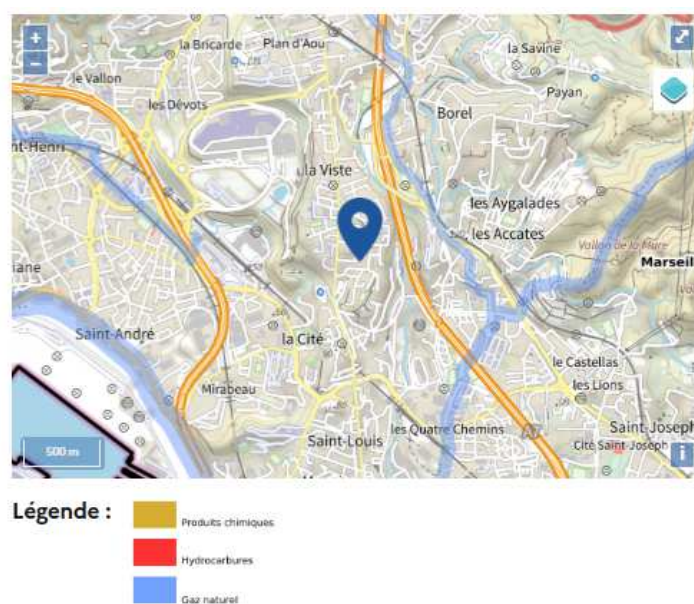 +
−
la Bricarde
Plan d'Aou
la Savine
le Vallon
Payan
les Dévots
Borel
nt-Henri
la Viste
les Aygalades
les Accates
Vallon de la Mure
Marseil
iane
Saint-André
la Cité
le Castellas
les Lions
Mirabeau
Saint-Louis
les Quatre Chemins
A7
Saint-Joseph
Cité Saint-Joseph
500 m
i
Légende :
Produits chimiques
Hydrocarbures
Gaz naturel